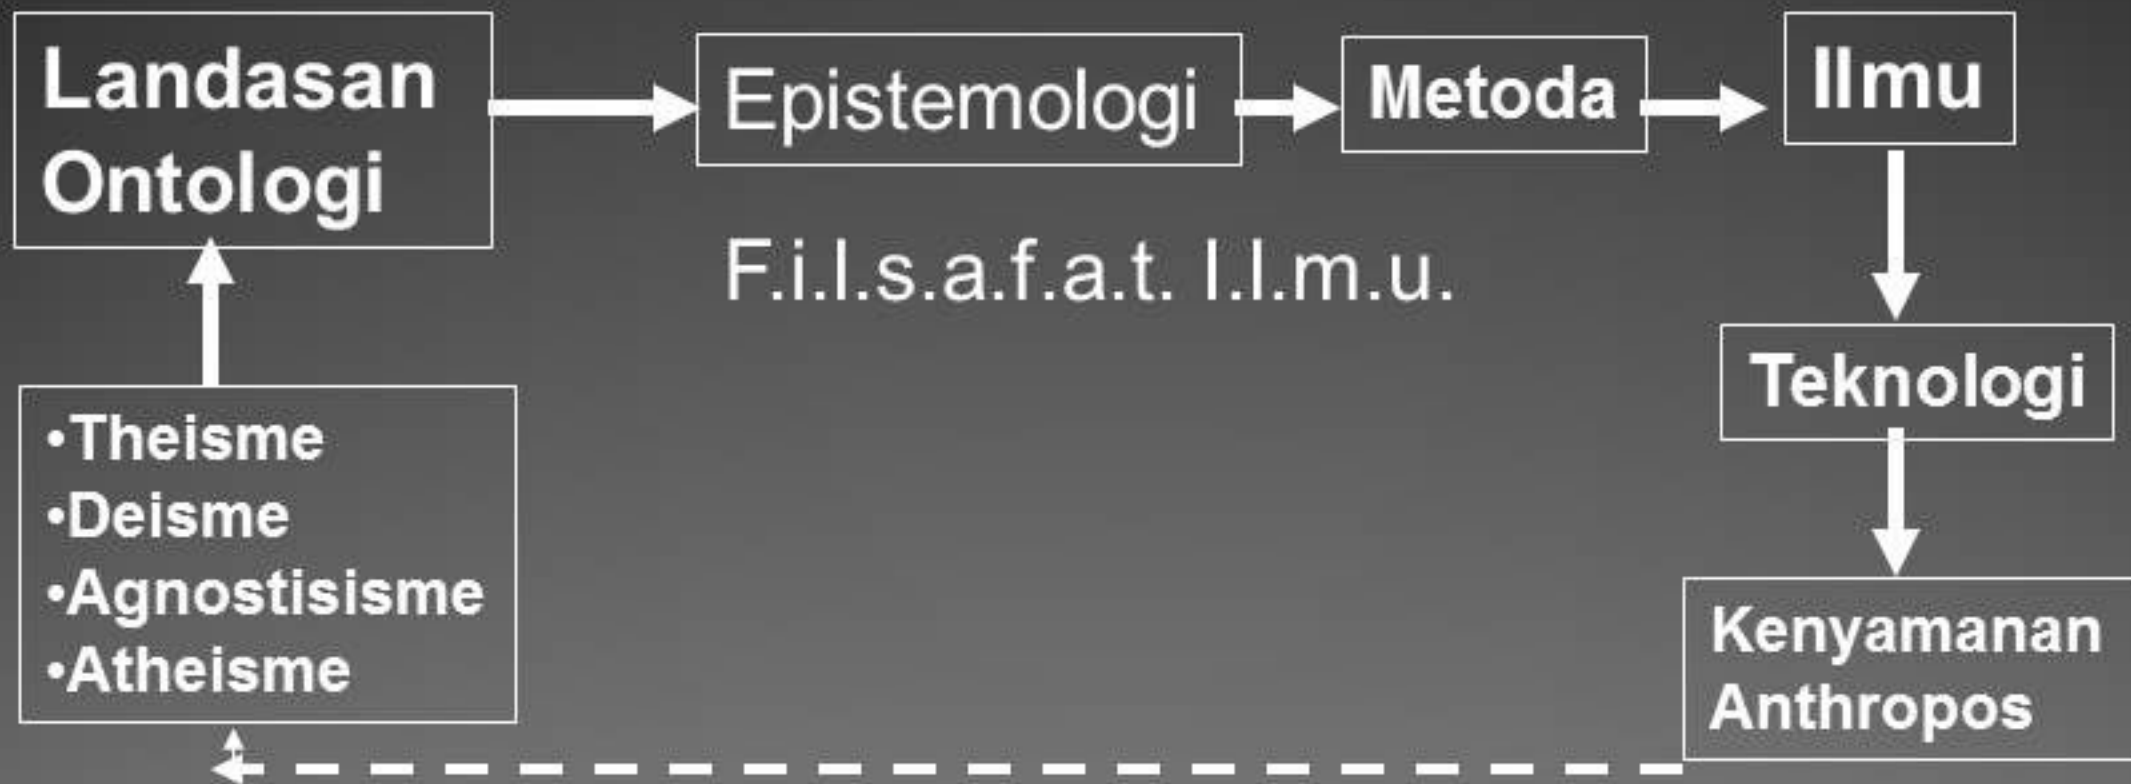 Landasan
Ontologi
Epistemologi
Metoda
Ilmu
F.i.l.s.a.f.a.t. I.l.m.u.
Teknologi
•Theisme
•Deisme
•Agnostisisme
•Atheisme
Kenyamanan
Anthropos